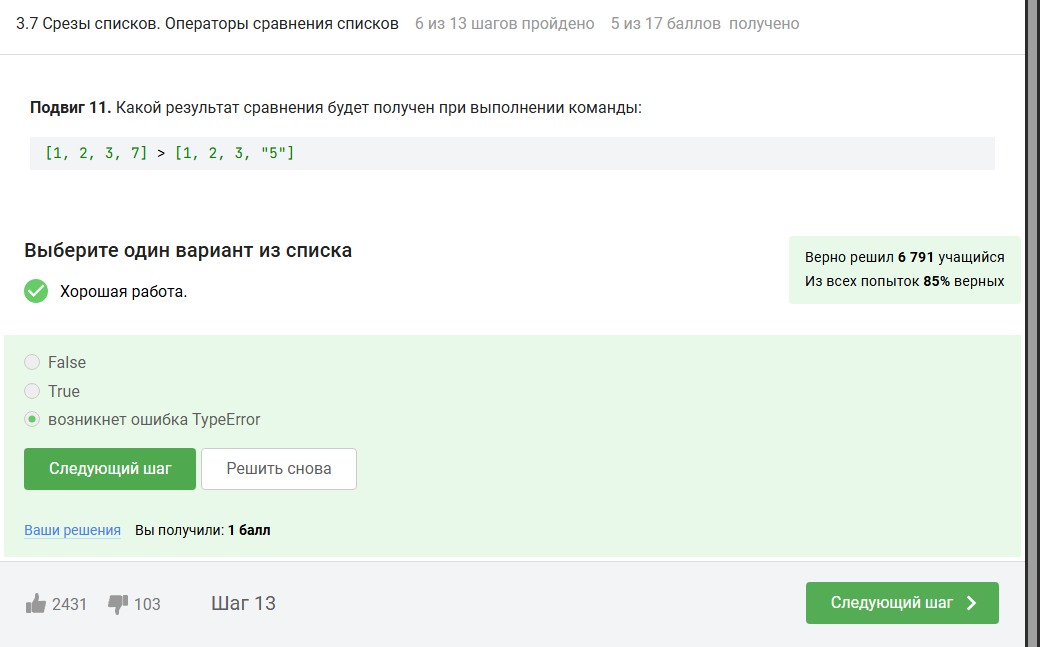 3.7 Срезы списков. Операторы сравнения списков 6 из 13 шагов пройдено 5 из 17 баллов получено
Подвиг 11. Какой результат сравнения будет получен при выполнении команды:
[1, 2, 3, 7] > [1, 2, 3, "5"]
Выберите один вариант из списка
Хорошая работа.
Верно решил 6 791 учащийся
Из всех попыток 85% верных
False
True
возникнет ошибка TypeError
Следующий шаг
Решить снова
Ваши решения Вы получили: 1 балл
2431 103 Шаг 13
Следующий шаг